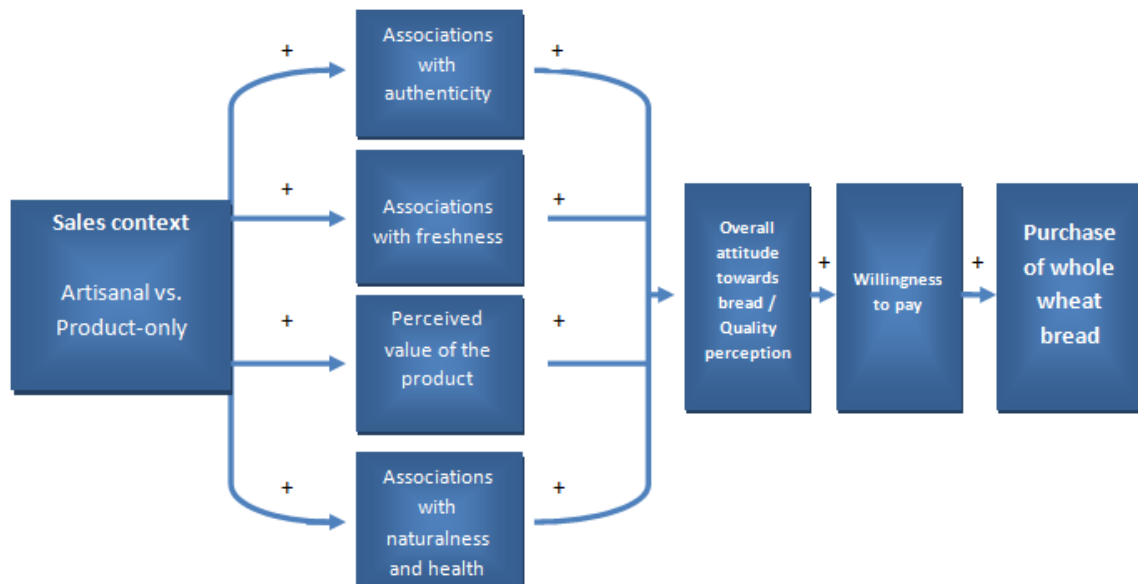 Sales context
Artisanal vs.
Product-only
+
+
+
+
Associations
with
authenticity
Associations
with freshness
Perceived
value of the
product
Associations
with
naturalness
and health
+
+
+
+
Overall
attitude
towards
bread /
Quality
perception
+
Willingness
to pay
+
Purchase
of whole
wheat
bread